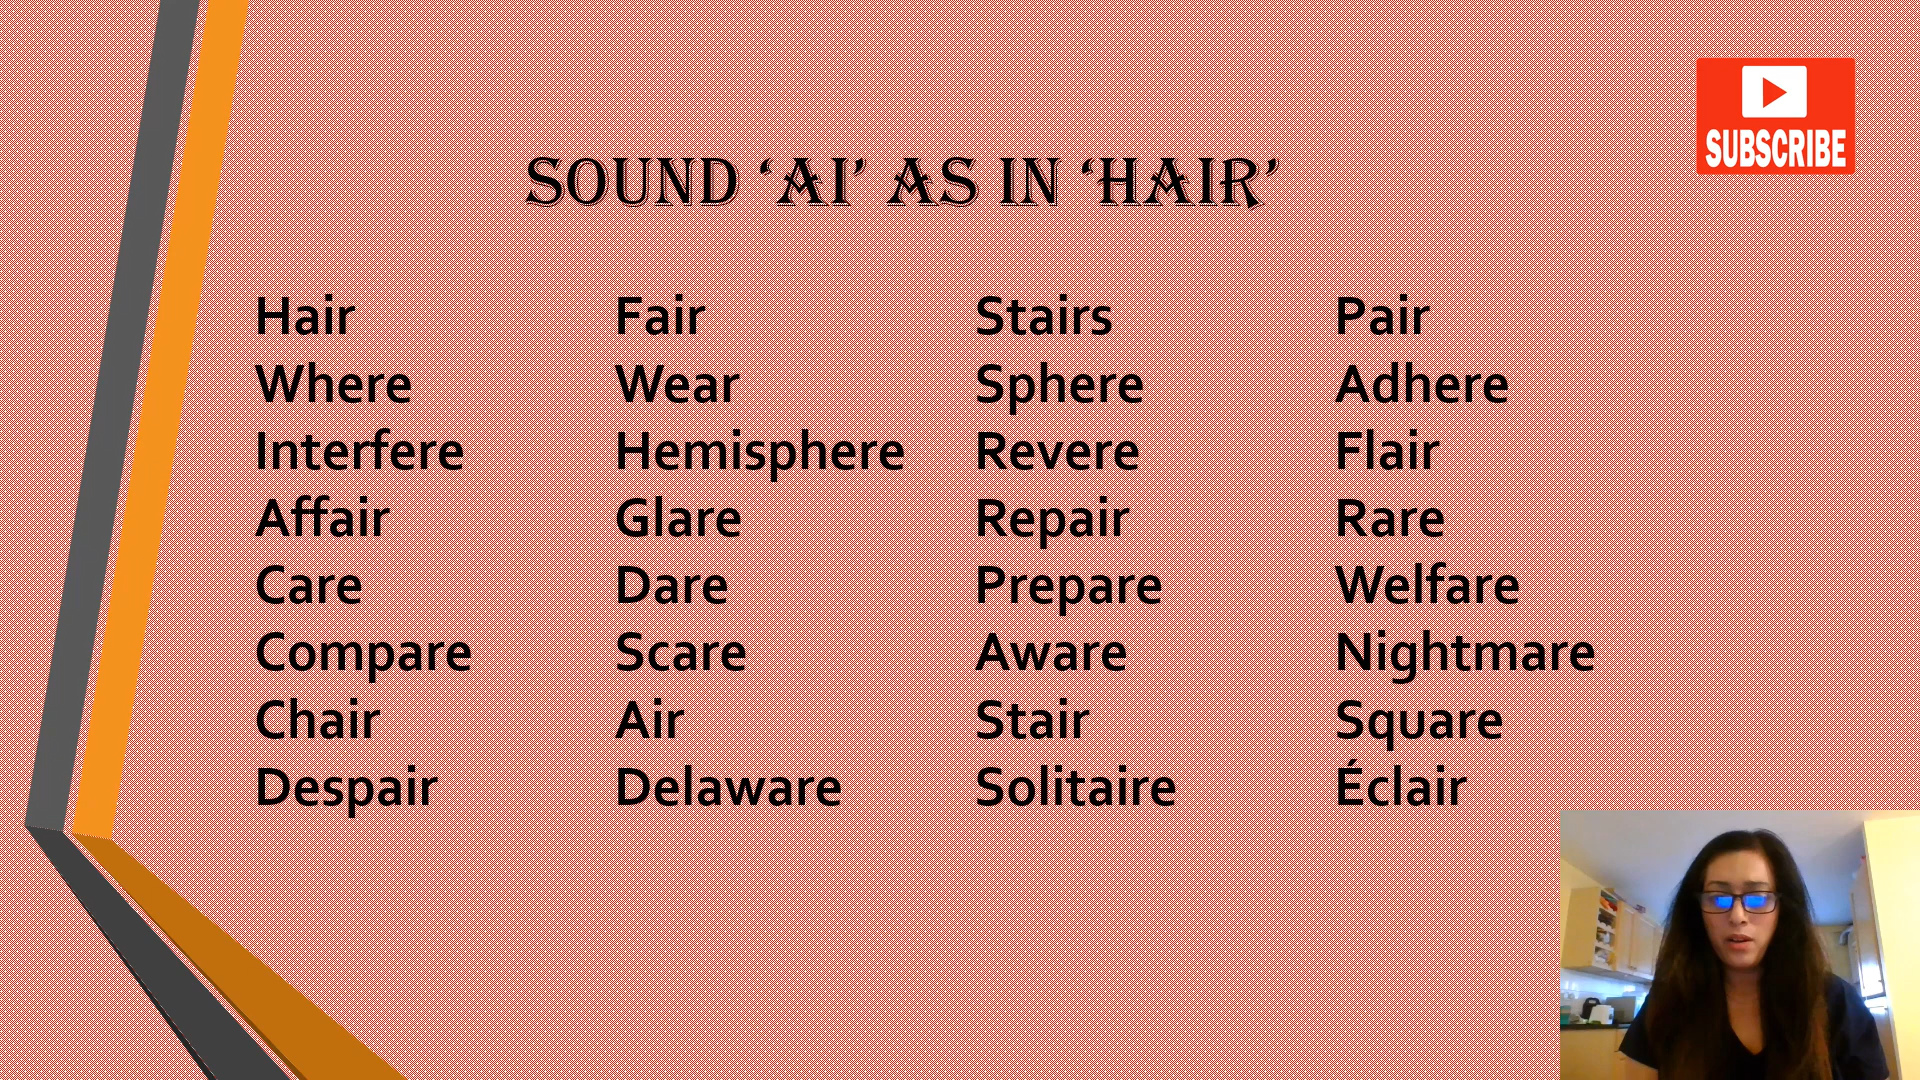 SUBSCRIBE
SOUND ‘AI’ AS IN ‘HAIR’
Hair Fair Stairs Pair
Where Wear Sphere Adhere
Interfere Hemisphere Revere Flair
Affair Glare Repair Rare
Care Dare Prepare Welfare
Compare Scare Aware Nightmare
Chair Air Stair Square
Despair Delaware Solitaire Éclair